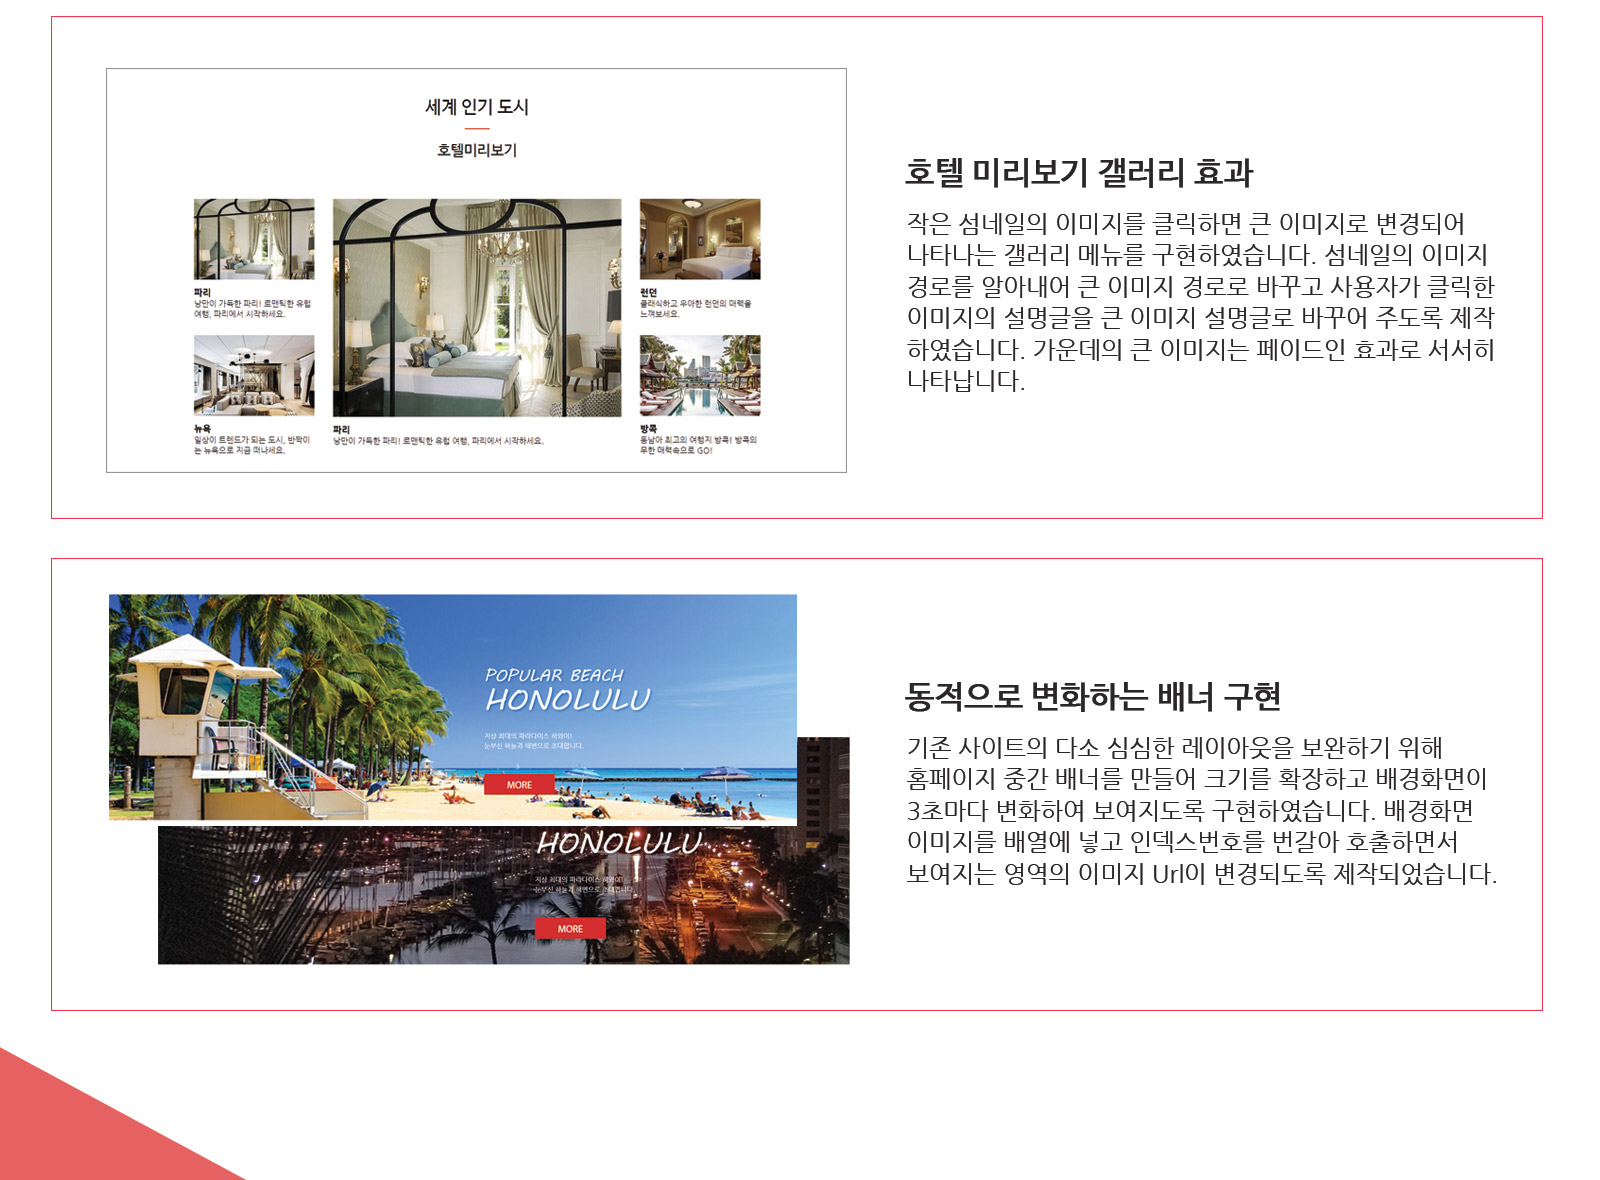 세계 인기 도시
호텔미리보기
파리
낭만이 가득한 파리! 로맨틱한 유럽
여행, 파리에서 시작하세요.
뉴욕
일상이 트렌드가 되는 도시, 반짝이
는 뉴욕으로 지금 떠나세요.
파리
낭만이 가득한 파리! 로맨틱한 유럽 여행, 파리에서 시작하세요.
런던
클래식하고 우아한 런던의 매력을
느껴보세요.
방콕
동남아 최고의 여행지 방콕! 방콕의
무한 매력속으로 GO!
호텔 미리보기 갤러리 효과
작은 섬네일의 이미지를 클릭하면 큰 이미지로 변경되어
나타나는 갤러리 메뉴를 구현하였습니다. 섬네일의 이미지
경로를 알아내어 큰 이미지 경로로 바꾸고 사용자가 클릭한
이미지의 설명글을 큰 이미지 설명글로 바꾸어 주도록 제작
하였습니다. 가운데의 큰 이미지는 페이드인 효과로 서서히
나타납니다.
POPULAR BEACH
HONOLULU
지상 최대의 파라다이스 하와이!
눈부신 하늘과 해변으로 초대합니다.
MORE
HONOLULU
지상 최대의 파라다이스 하와이!
눈부신 하늘과 해변으로 초대합니다.
MORE
동적으로 변화하는 배너 구현
기존 사이트의 다소 심심한 레이아웃을 보완하기 위해
홈페이지 중간 배너를 만들어 크기를 확장하고 배경화면이
3초마다 변화하여 보여지도록 구현하였습니다. 배경화면
이미지를 배열에 넣고 인덱스번호를 번갈아 호출하면서
보여지는 영역의 이미지 Url이 변경되도록 제작되었습니다.